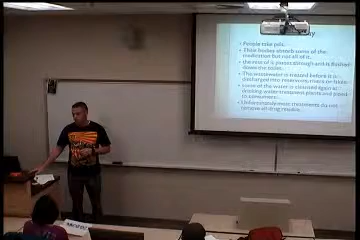 • People take pills.
• Their bodies absorb some of the
medication but not all of it.
• the rest of it passes through and is flushed
down the toilet.
• The wastewater is treated before it is
discharged into reservoirs, rivers or lakes.
• some of the water is cleansed again at
drinking water treatment plants and piped
to consumers.
• Unfortunately most treatments do not
remove all drug residue.